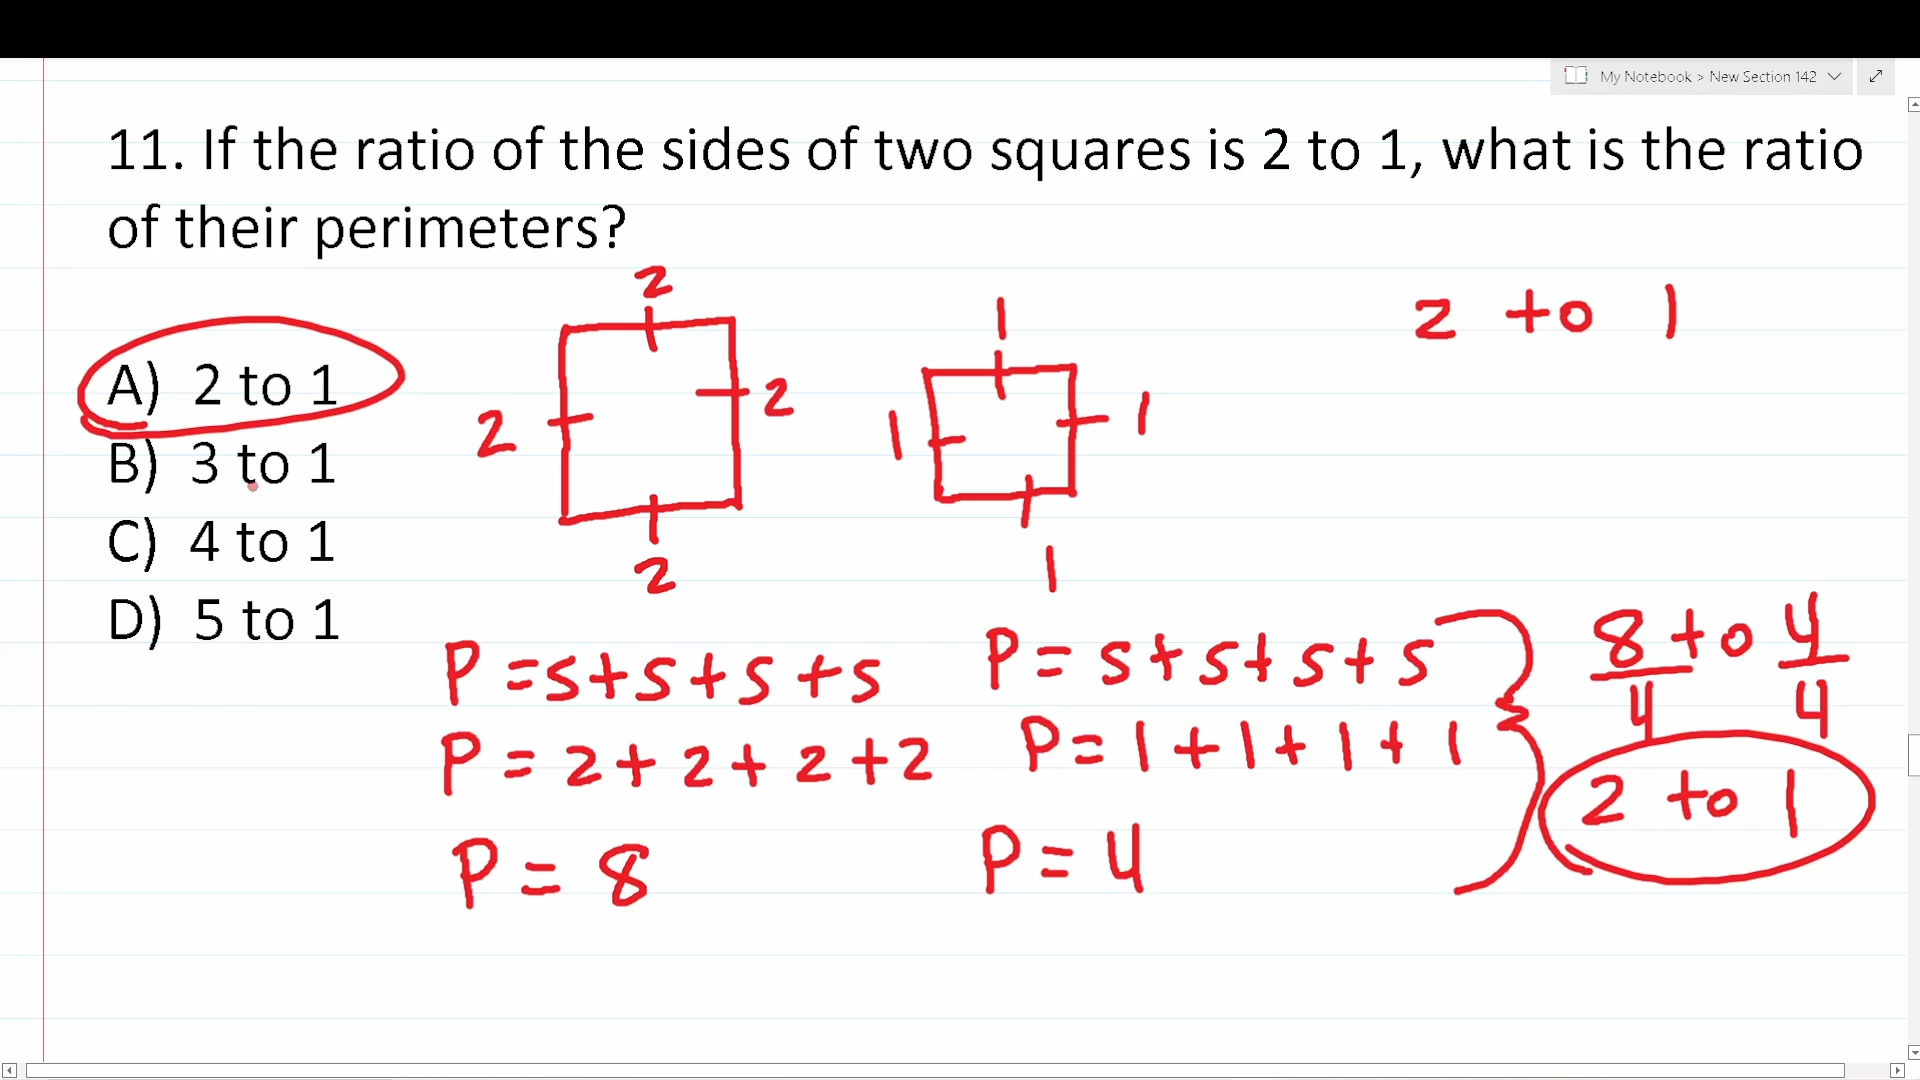 My Notebook > New Section 142
11. If the ratio of the sides of two squares is 2 to 1, what is the ratio
of their perimeters?
A) 2 to 1
B) 3 to 1
C) 4 to 1
D) 5 to 1
2
2
2
2
1
1
1
1
2 to 1
P = s + s + s + s
P = 2 + 2 + 2 + 2
P = 8
P = s + s + s + s
P = 1 + 1 + 1 + 1
P = 4
8 to 4
4 4
2 to 1